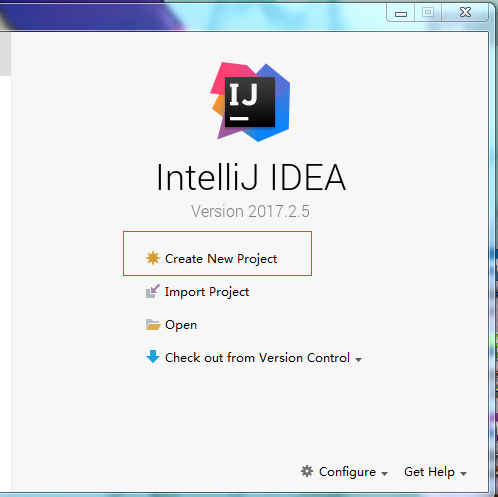 IJ
IntelliJ IDEA
Version 2017.2.5
Create New Project
Import Project
Open
Check out from Version Control
Configure Get Help